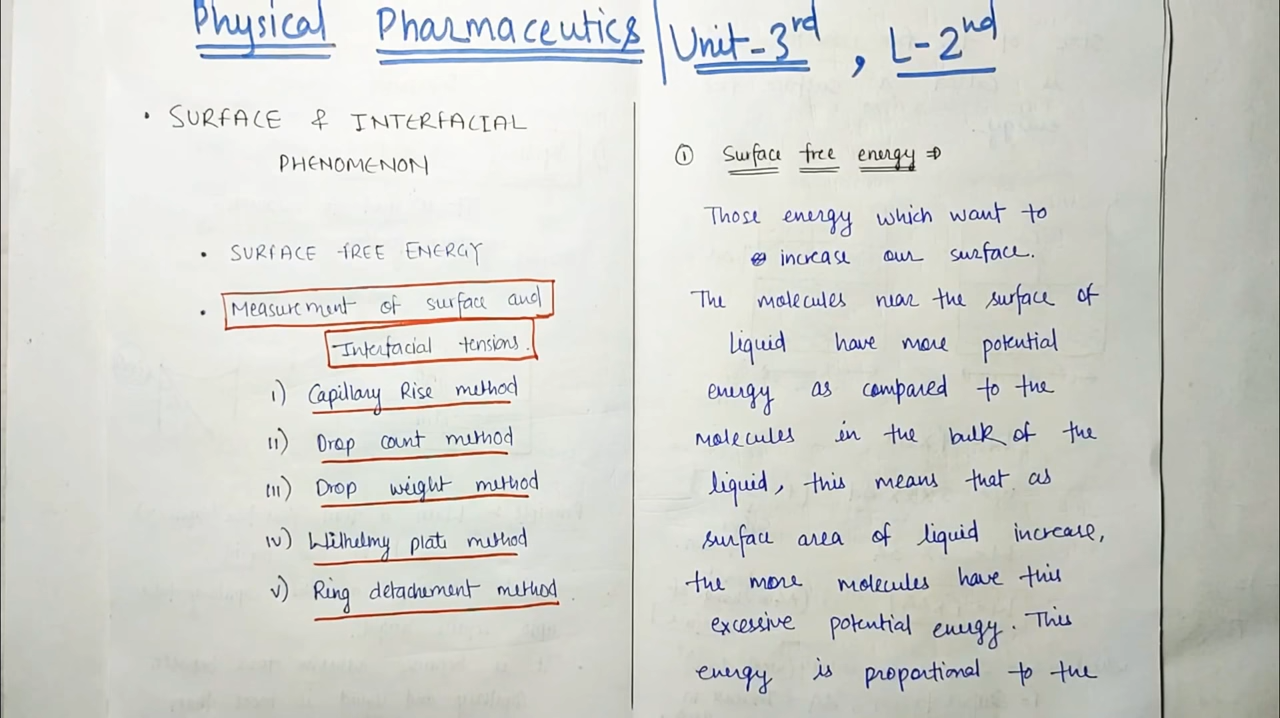 Physical Pharmaceutics | Unit-3rd, L-2nd
• SURFACE & INTERFACIAL
PHENOMENON
• SURFACE FREE ENERGY
• Measurement of surface and
Interfacial tensions.
i) Capillary Rise method
ii) Drop count method
iii) Drop weight method
iv) Wilhelmy plate method
v) Ring detachement method
① Surface free energy ⇒
Those energy which want to
increase our surface.
The molecules near the surface of
liquid have more potential
energy as compared to the
molecules in the bulk of the
liquid, this means that as
surface area of liquid increase,
the more molecules have this
excessive potential energy. This
energy is proportional to the